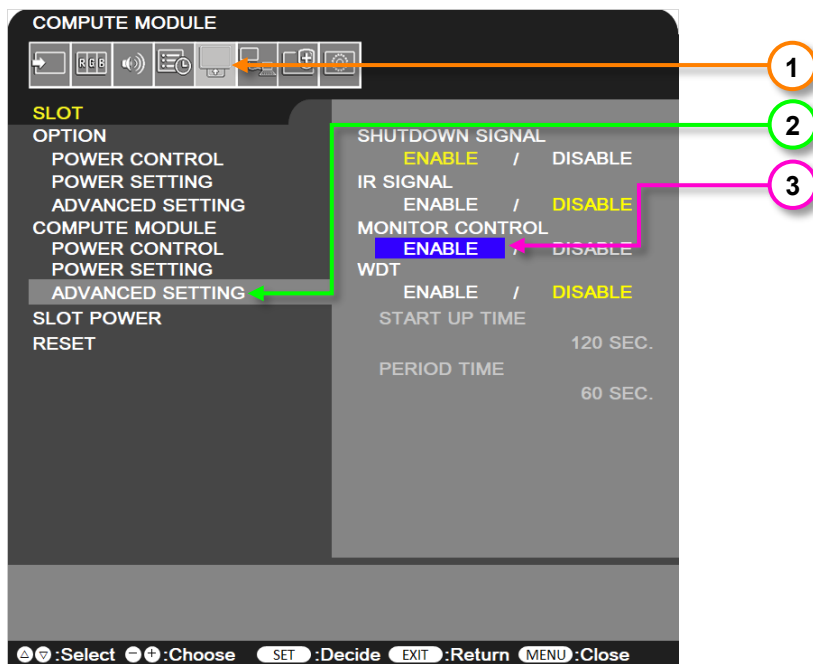 COMPUTE MODULE
R G B
1
SLOT
2
OPTION
SHUTDOWN SIGNAL
POWER CONTROL
ENABLE / DISABLE
POWER SETTING
IR SIGNAL
3
ADVANCED SETTING
ENABLE / DISABLE
COMPUTE MODULE
MONITOR CONTROL
POWER CONTROL
ENABLE / DISABLE
POWER SETTING
WDT
ADVANCED SETTING
ENABLE / DISABLE
SLOT POWER
START UP TIME
RESET
120 SEC.
PERIOD TIME
60 SEC.
:Select :Choose SET :Decide EXIT :Return MENU :Close